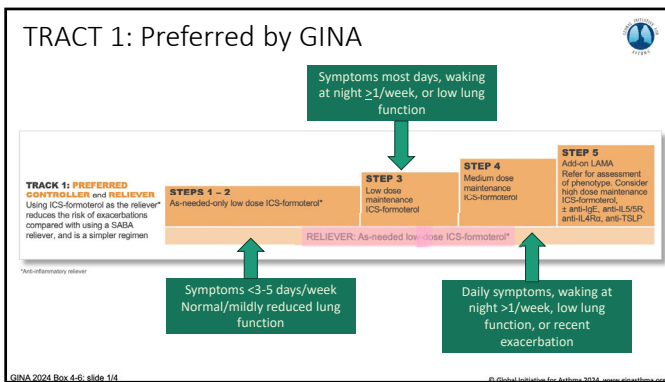 TRACT 1: Preferred by GINA
GLOBAL INITIATIVE FOR
ASTHMA
Symptoms most days, waking
at night >1/week, or low lung
function
TRACK 1: PREFERRED
CONTROLLER and RELIEVER
Using ICS-formoterol as the reliever*
reduces the risk of exacerbations
compared with using a SABA
reliever, and is a simpler regimen
STEPS 1 – 2
As-needed-only low dose ICS-formoterol*
STEP 3
Low dose
maintenance
ICS-formoterol
STEP 4
Medium dose
maintenance
ICS-formoterol
STEP 5
Add-on LAMA
Refer for assessment
of phenotype. Consider
high dose maintenance
ICS-formoterol,
± anti-IgE, anti-IL5/5R,
anti-IL4Rα, anti-TSLP
RELIEVER: As-needed low-dose ICS-formoterol*
*Anti-inflammatory reliever
Symptoms <3-5 days/week
Normal/mildly reduced lung
function
Daily symptoms, waking at
night >1/week, low lung
function, or recent
exacerbation
GINA 2024 Box 4-6; slide 1/4
© Global Initiative for Asthma 2024, www.ginasthma.org